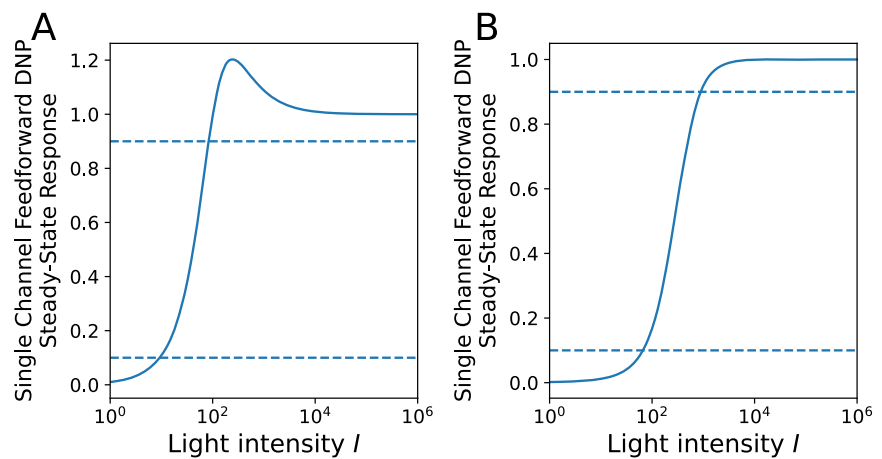 A
Single Channel Feedforward DNP
Steady-State Response
1.2
1.0
0.8
0.6
0.4
0.2
0.0
10^0
10^2
10^4
10^6
Light intensity I
B
Single Channel Feedforward DNP
Steady-State Response
1.0
0.8
0.6
0.4
0.2
0.0
10^0
10^2
10^4
10^6
Light intensity I